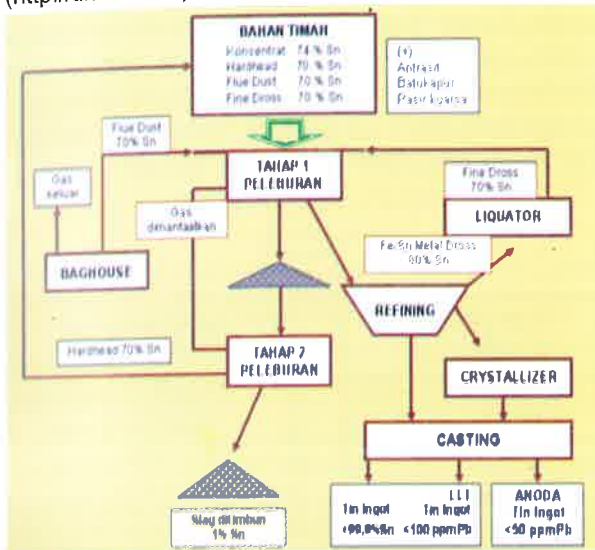 BAHAN TIMAH
Konsentrat 74 % Sn
Hardhead 70 % Sn
Flue Dust 70 % Sn
Fine Dross 70 % Sn
(+)
Antrasit
Batukapur
Pasir kuarsa
Flue Dust
70% Sn
TAHAP 1
PELEBURAN
Fine Dross
70% Sn
Gas
keluar
Gas
dimanfaatkan
LIQUATOR
Fe/Sn Metal Dross
80% Sn
BAGHOUSE
REFINING
Hardhead 70% Sn
TAHAP 2
PELEBURAN
CRYSTALLIZER
CASTING
Slag ditimbun
1% Sn
Tin Ingot
LLT
Tin Ingot
<100 ppmPb
ANODA
Tin Ingot
<50 ppmPb